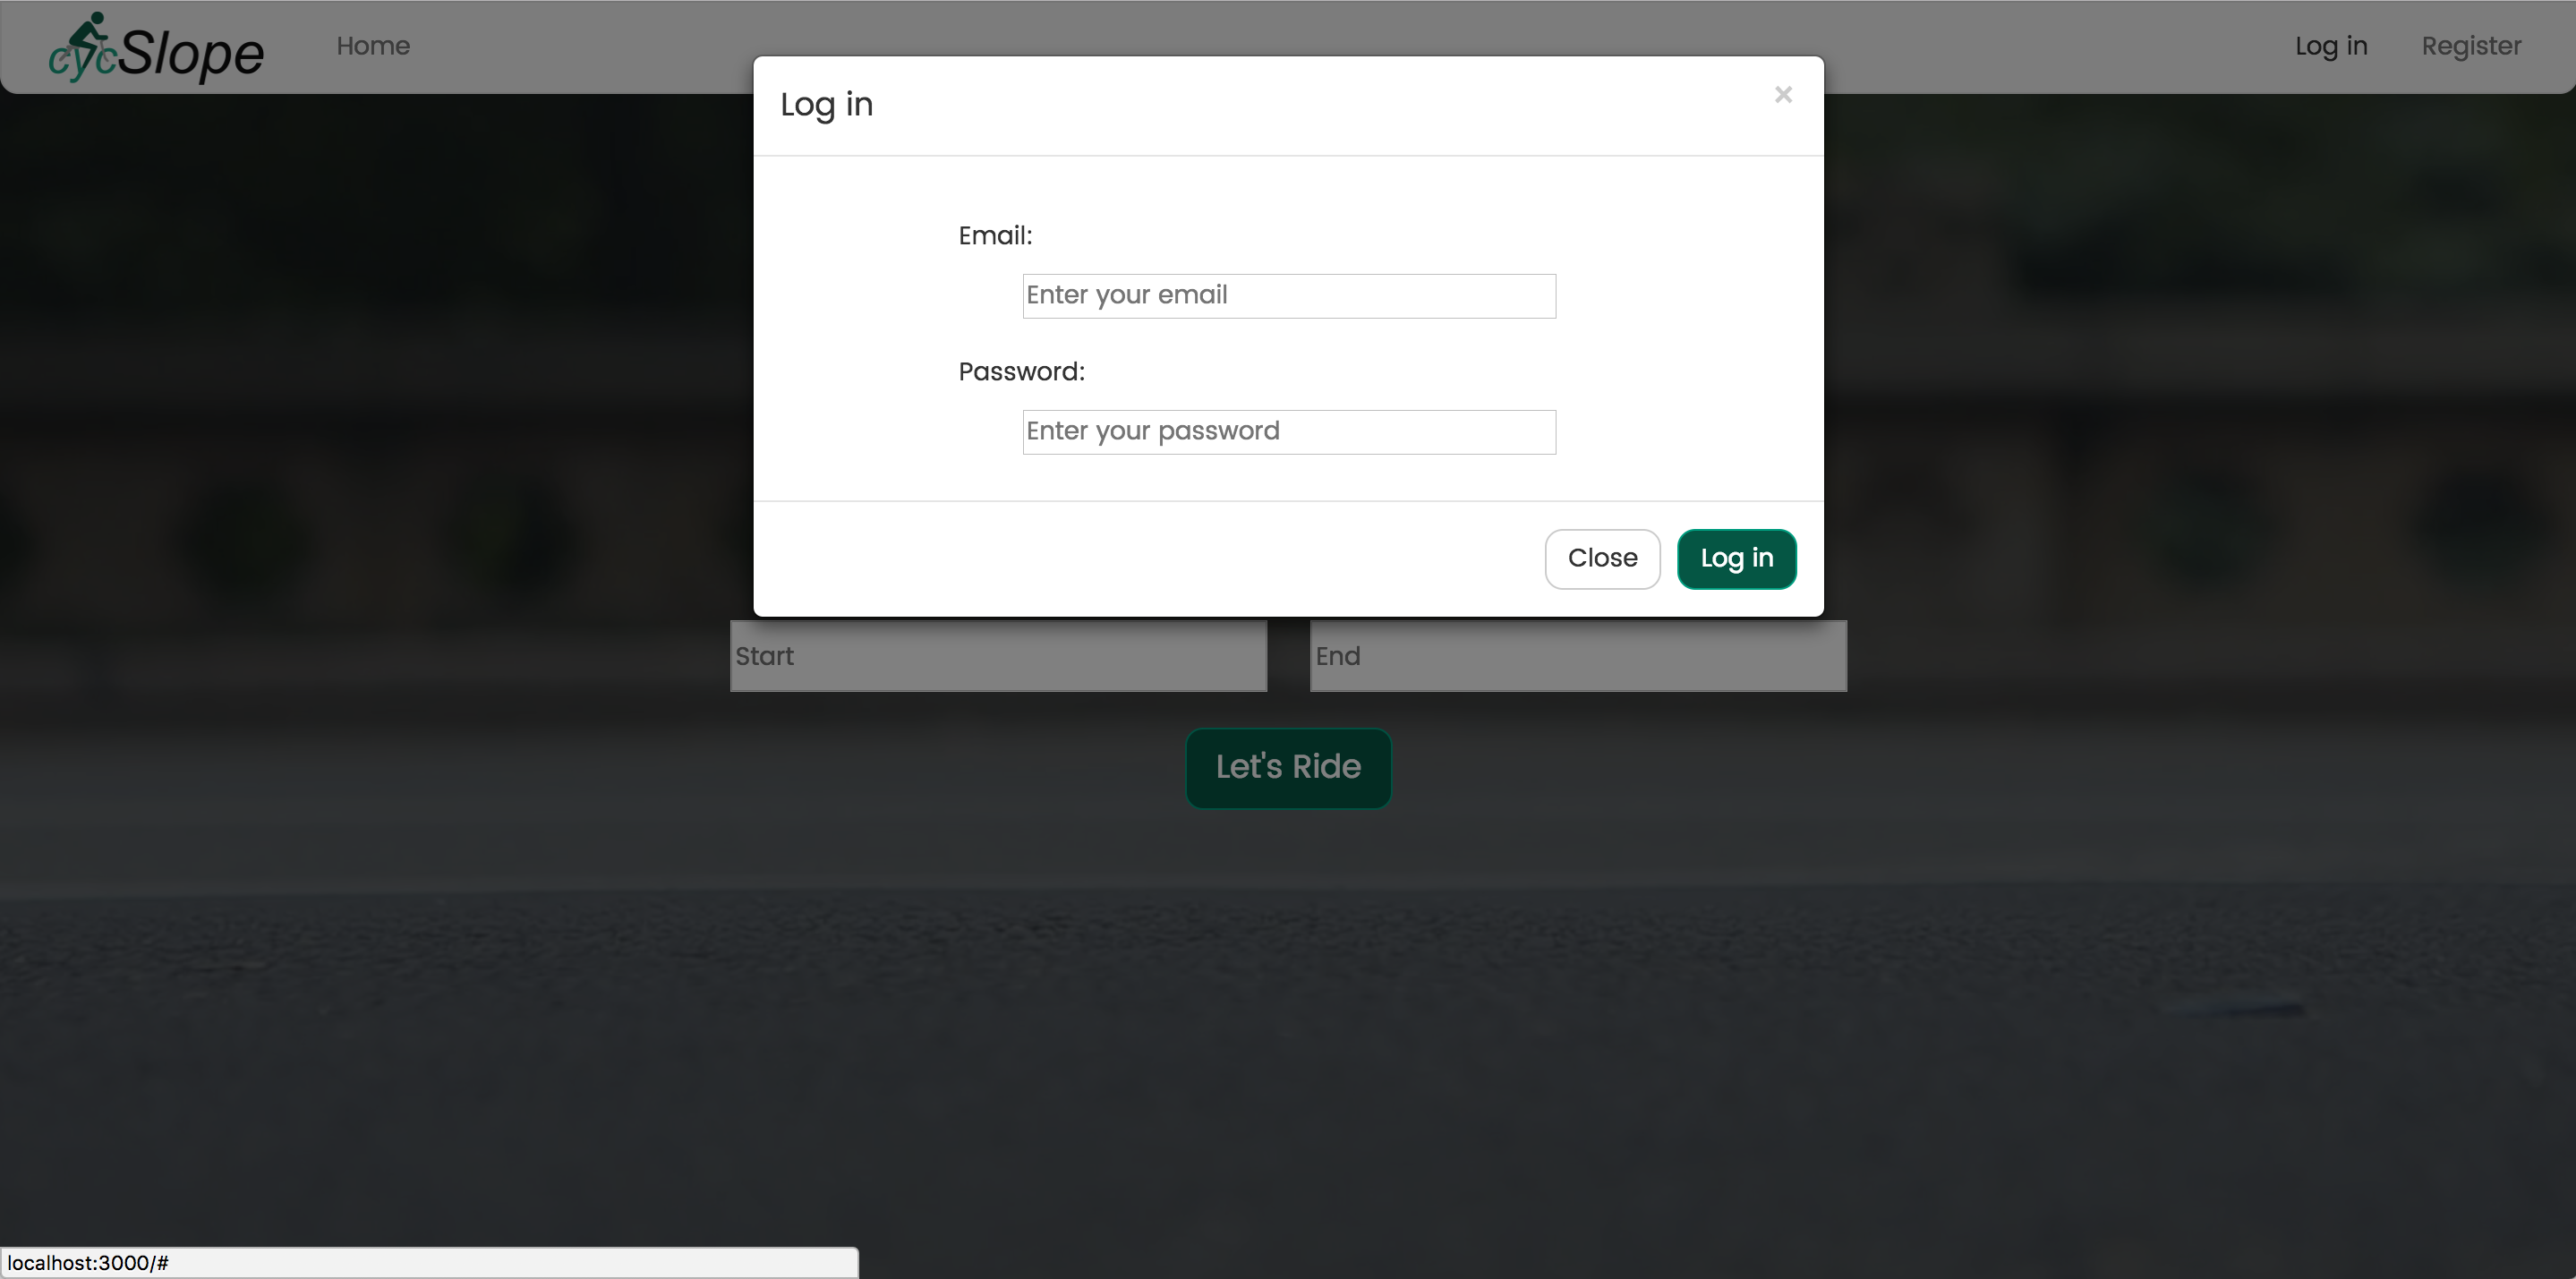 cycSlope Home Log in Register
Log in ×
Email:
Enter your email
Password:
Enter your password
Close Log in
Start End
Let's Ride
localhost:3000/#